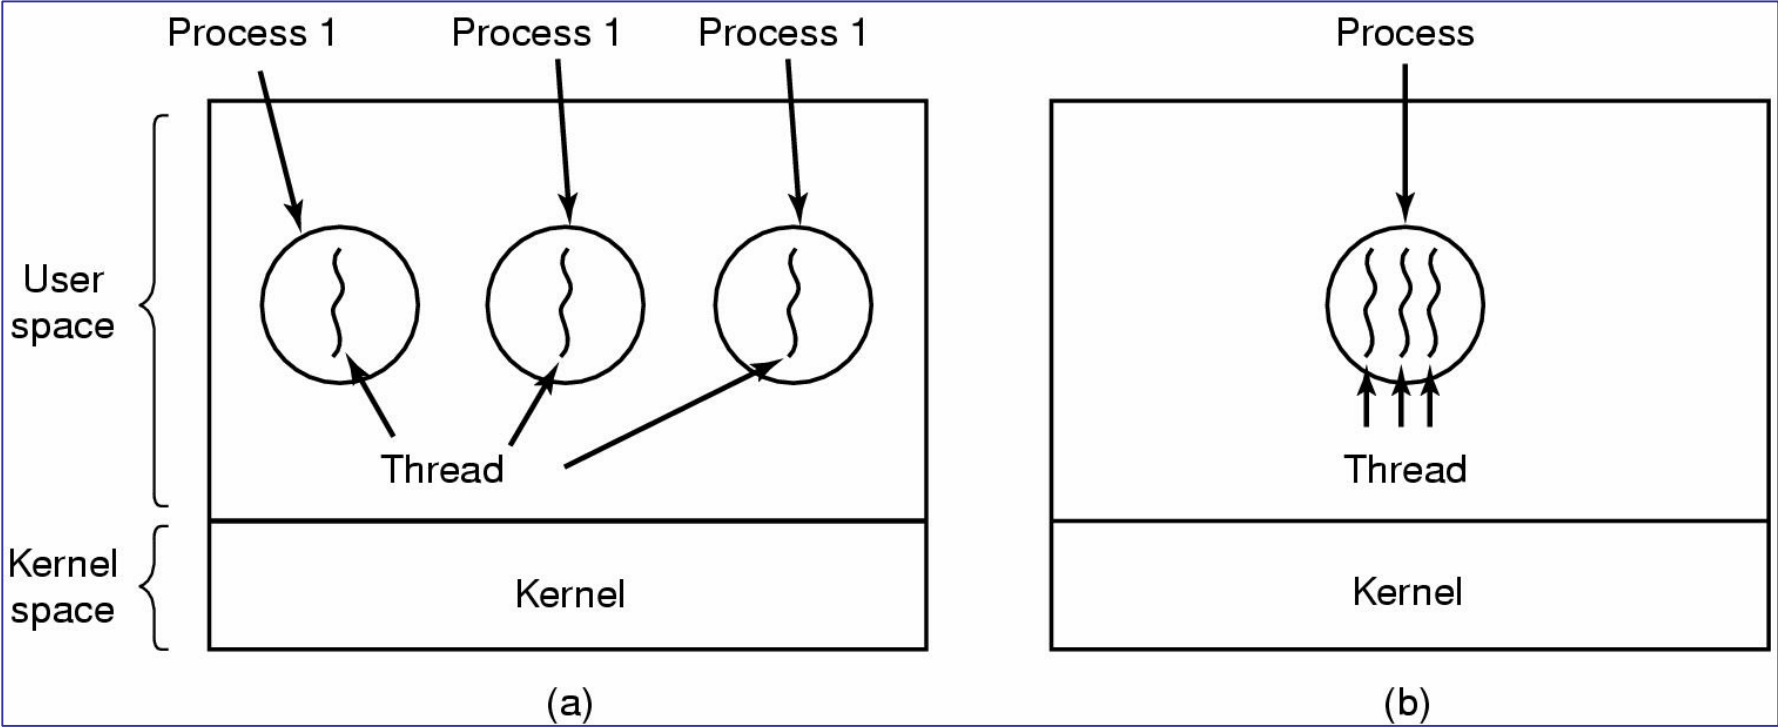 Process 1
Process 1
Process 1
Process
User
space
Thread
Thread
Kernel
space
Kernel
Kernel
(a)
(b)